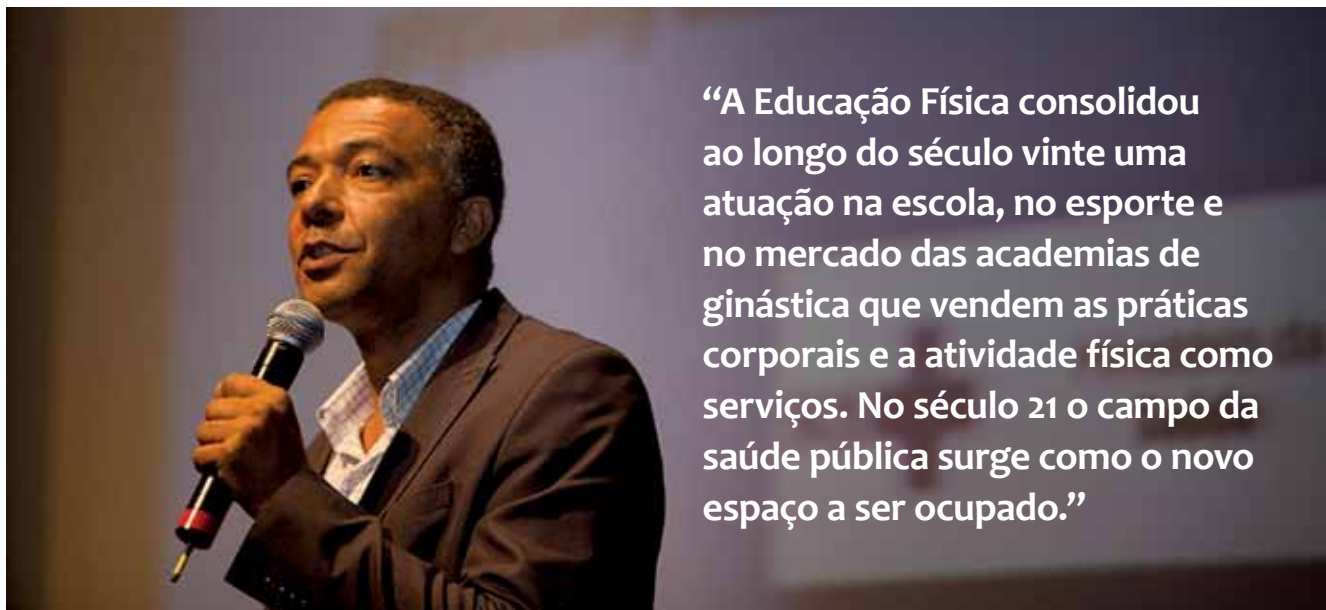 “A Educação Física consolidou
ao longo do século vinte uma
atuação na escola, no esporte e
no mercado das academias de
ginástica que vendem as práticas
corporais e a atividade física como
serviços. No século 21 o campo da
saúde pública surge como o novo
espaço a ser ocupado.”